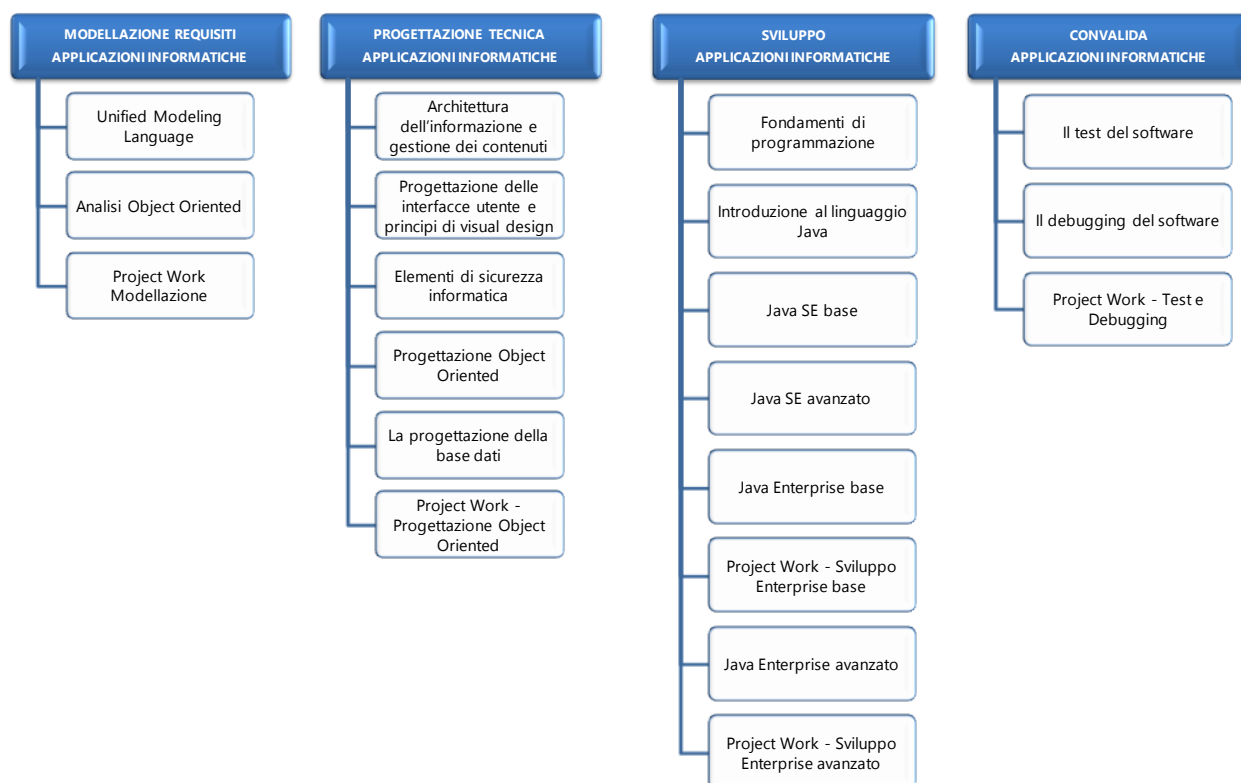 MODELLAZIONE REQUISITI
APPLICAZIONI INFORMATICHE
Unified Modeling
Language
Analisi Object Oriented
Project Work
Modellazione
PROGETTAZIONE TECNICA
APPLICAZIONI INFORMATICHE
Architettura
dell'informazione e
gestione dei contenuti
Progettazione delle
interfacce utente e
principi di visual design
Elementi di sicurezza
informatica
Progettazione Object
Oriented
La progettazione della
base dati
Project Work -
Progettazione Object
Oriented
SVILUPPO
APPLICAZIONI INFORMATICHE
Fondamenti di
programmazione
Introduzione al linguaggio
Java
Java SE base
Java SE avanzato
Java Enterprise base
Project Work - Sviluppo
Enterprise base
Java Enterprise avanzato
Project Work - Sviluppo
Enterprise avanzato
CONVALIDA
APPLICAZIONI INFORMATICHE
Il test del software
Il debugging del software
Project Work - Test e
Debugging